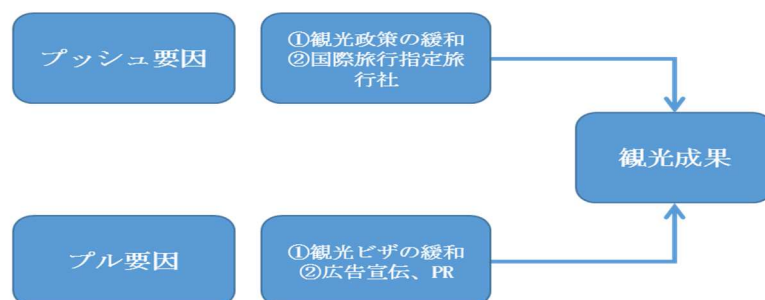 プッシュ要因
①観光政策の緩和
②国際旅行指定旅
行社
観光成果
プル要因
①観光ビザの緩和
②広告宣伝、PR